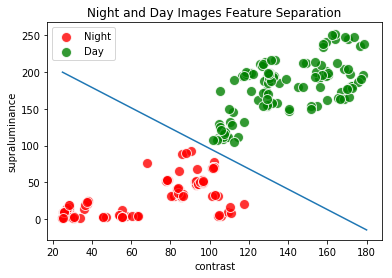 Night and Day Images Feature Separation
Night
Day
supraluminance
250
200
150
100
50
0
20 40 60 80 100 120 140 160 180
contrast